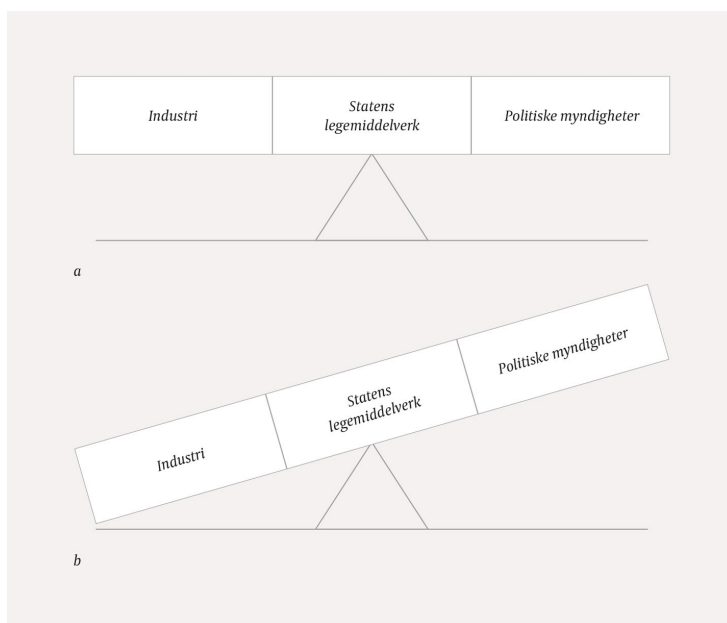 Industri
Statens
legemiddelverk
Politiske myndigheter
a
Industri
Statens
legemiddelverk
Politiske myndigheter
b